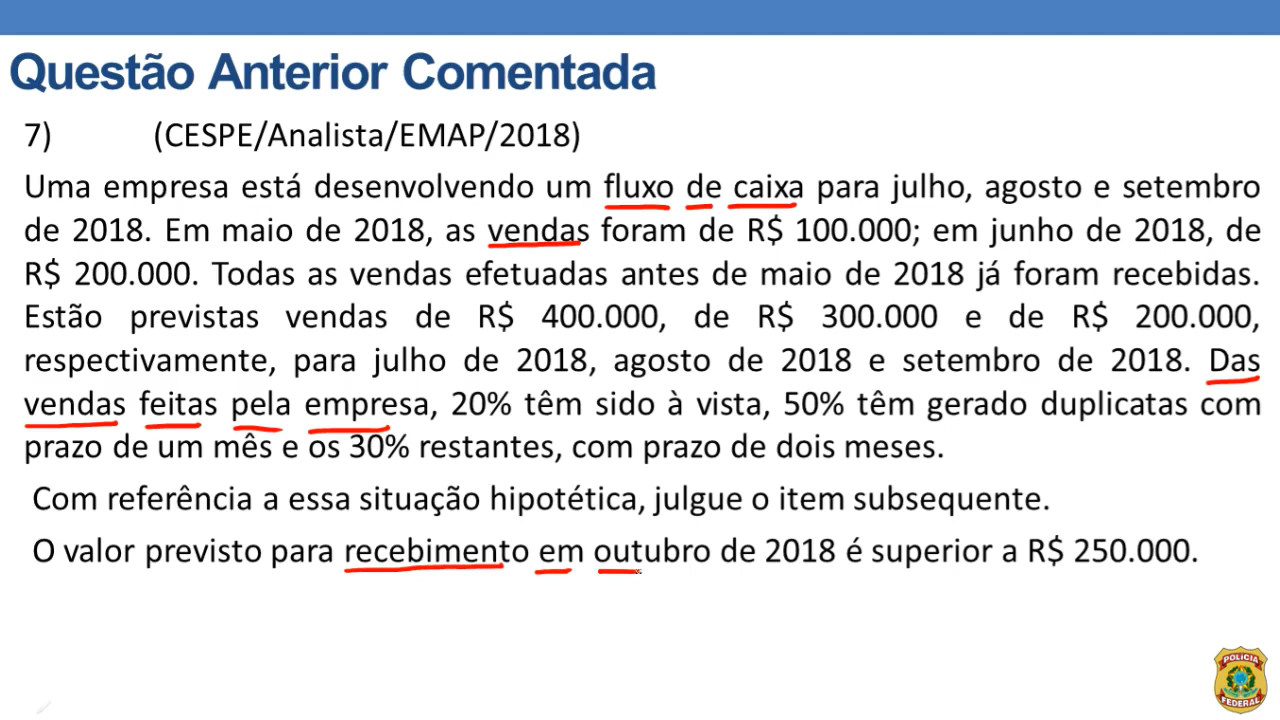 Questão Anterior Comentada
7) (CESPE/Analista/EMAP/2018)
Uma empresa está desenvolvendo um fluxo de caixa para julho, agosto e setembro
de 2018. Em maio de 2018, as vendas foram de R$ 100.000; em junho de 2018, de
R$ 200.000. Todas as vendas efetuadas antes de maio de 2018 já foram recebidas.
Estão previstas vendas de R$ 400.000, de R$ 300.000 e de R$ 200.000,
respectivamente, para julho de 2018, agosto de 2018 e setembro de 2018. Das
vendas feitas pela empresa, 20% têm sido à vista, 50% têm gerado duplicatas com
prazo de um mês e os 30% restantes, com prazo de dois meses.
Com referência a essa situação hipotética, julgue o item subsequente.
O valor previsto para recebimento em outubro de 2018 é superior a R$ 250.000.
POLÍCIA
FEDERAL